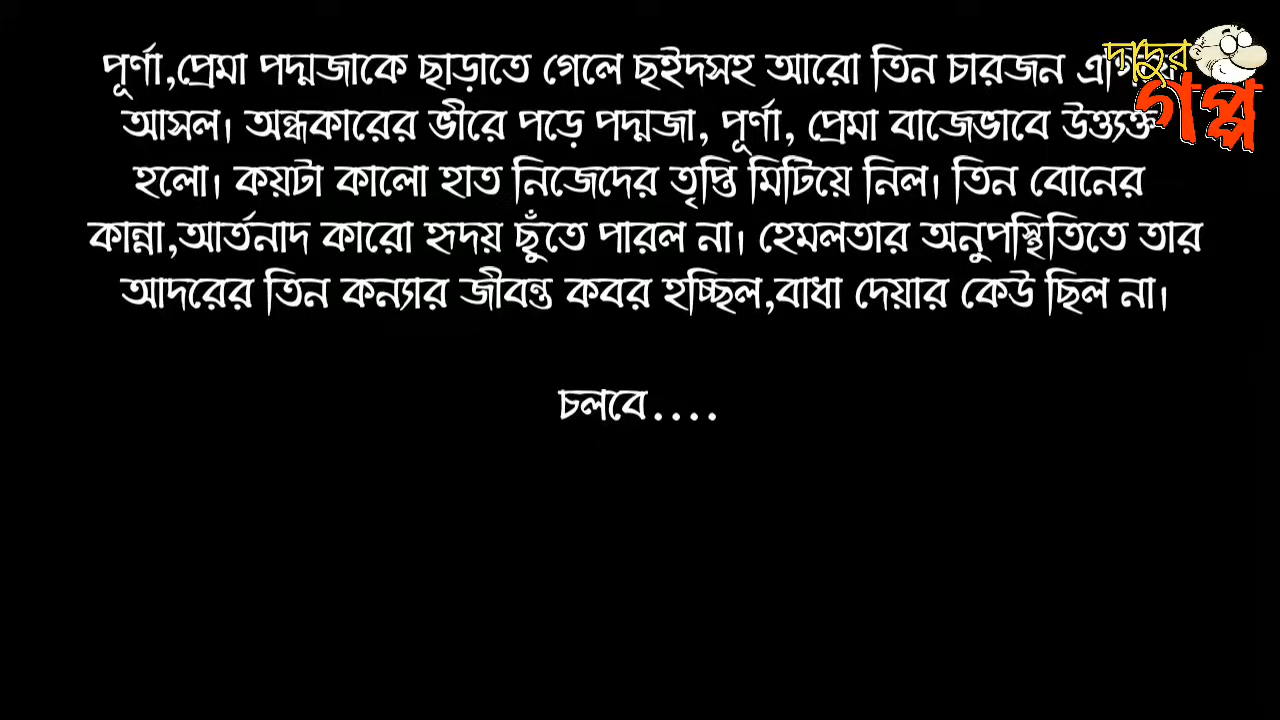 পূর্ণা,প্রেমা পদ্মজাকে ছাড়াতে গেলে ছইদসহ আরো তিন চারজন
দাদুর
গল্প
আসল। অন্ধকারের ভীরে পড়ে পদ্মজা, পূর্ণা, প্রেমা বাজেভাবে উত্ত্যক্ত
হলো। কয়টা কালো হাত নিজেদের তৃপ্তি মিটিয়ে নিল। তিন বোনের
কান্না,আর্তনাদ কারো হৃদয় ছুঁতে পারল না। হেমলতার অনুপস্থিতিতে তার
আদরের তিন কন্যার জীবন্ত কবর হচ্ছিল,বাধা দেয়ার কেউ ছিল না।
চলবে....